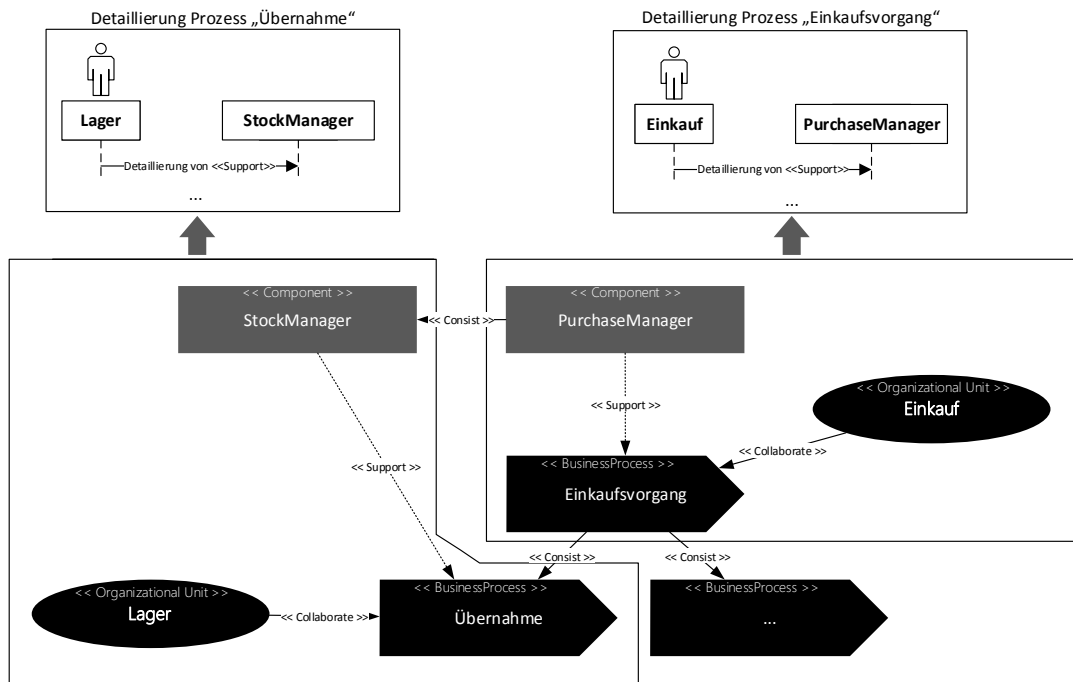 Detaillierung Prozess „Übernahme“
Detaillierung Prozess „Einkaufsvorgang“
Lager
StockManager
Detaillierung von <<Support>>
...
Einkauf
PurchaseManager
Detaillierung von <<Support>>
...
<< Component >>
StockManager
<< Consist >>
<< Component >>
PurchaseManager
<< Support >>
<< Organizational Unit >>
Einkauf
<< Collaborate >>
<< Support >>
<< BusinessProcess >>
Einkaufsvorgang
<< Consist >>
<< Consist >>
<< Organizational Unit >>
Lager
<< Collaborate >>
<< BusinessProcess >>
Übernahme
<< BusinessProcess >>
...